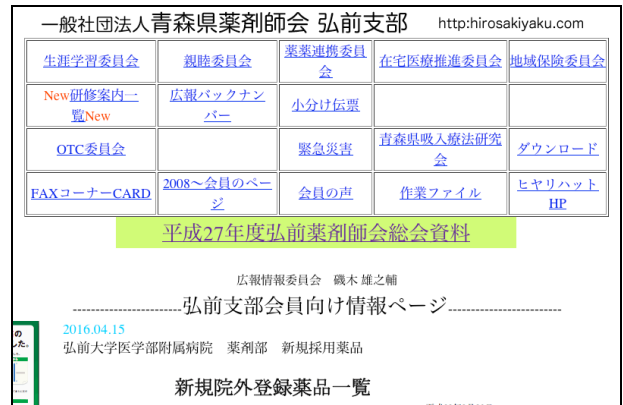 一般社団法人青森県薬剤師会 弘前支部 http:hirosakiyaku.com
生涯学習委員会 親睦委員会 薬薬連携委員会 在宅医療推進委員会 地域保険委員会
New研修案内一覧New 広報バックナンバー 小分け伝票
OTC委員会 緊急災害 青森県吸入療法研究会 ダウンロード
FAXコーナーCARD 2008～会員のページ 会員の声 作業ファイル ヒヤリハットHP
平成27年度弘前薬剤師会総会資料
広報情報委員会 磯木 雄之輔
------------------------弘前支部会員向け情報ページ-------------------------
2016.04.15
弘前大学医学部附属病院 薬剤部 新規採用薬品
の
した。
新規院外登録薬品一覧